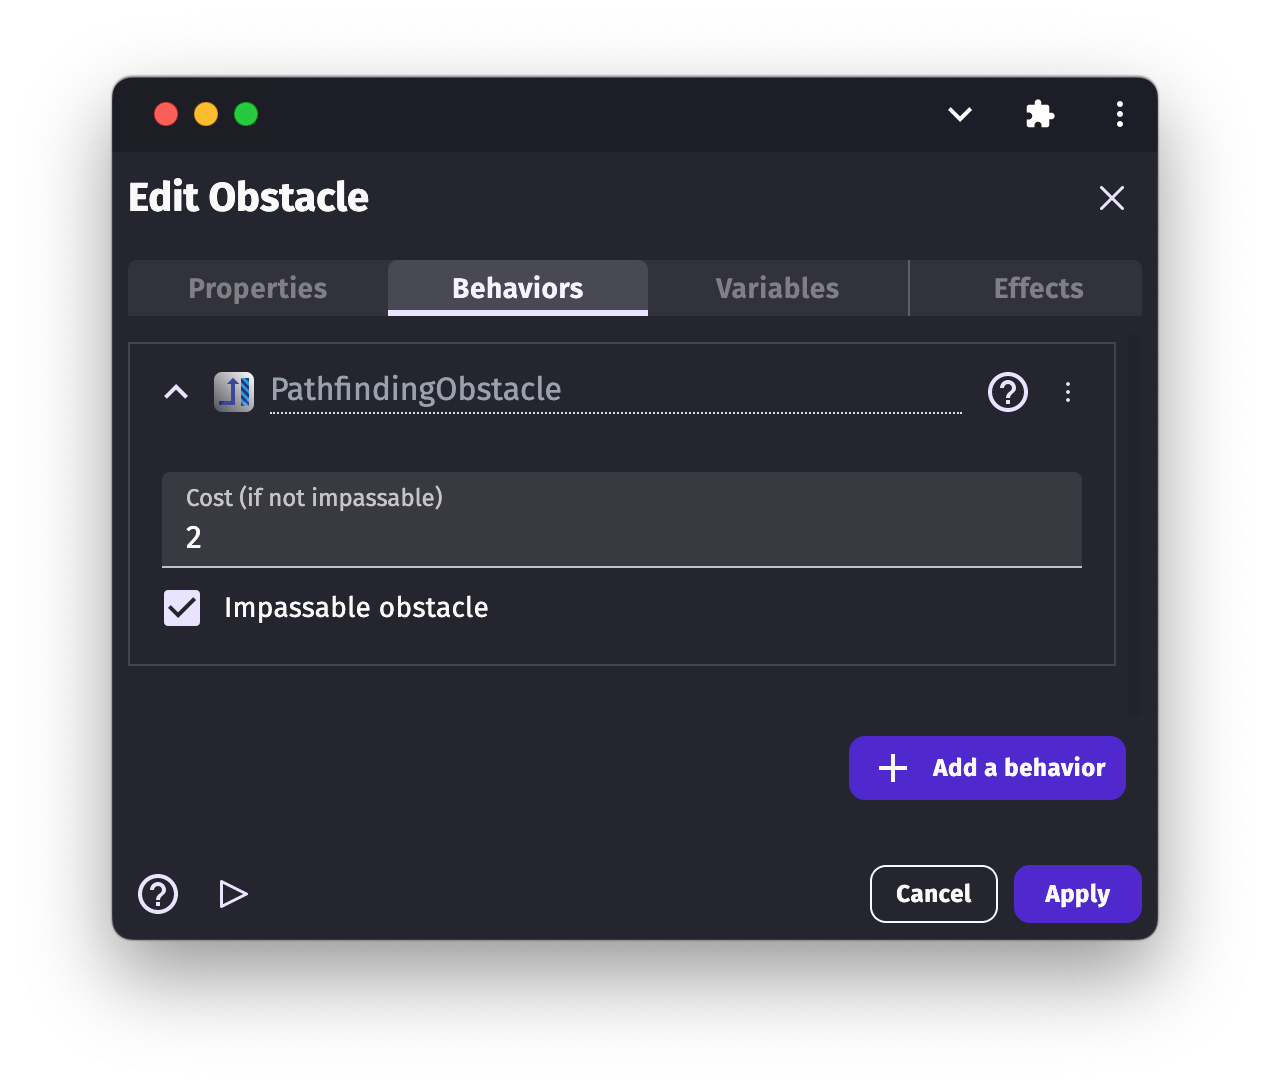 Edit Obstacle
Properties Behaviors Variables Effects
PathfindingObstacle
Cost (if not impassable)
2
Impassable obstacle
Add a behavior
Cancel Apply